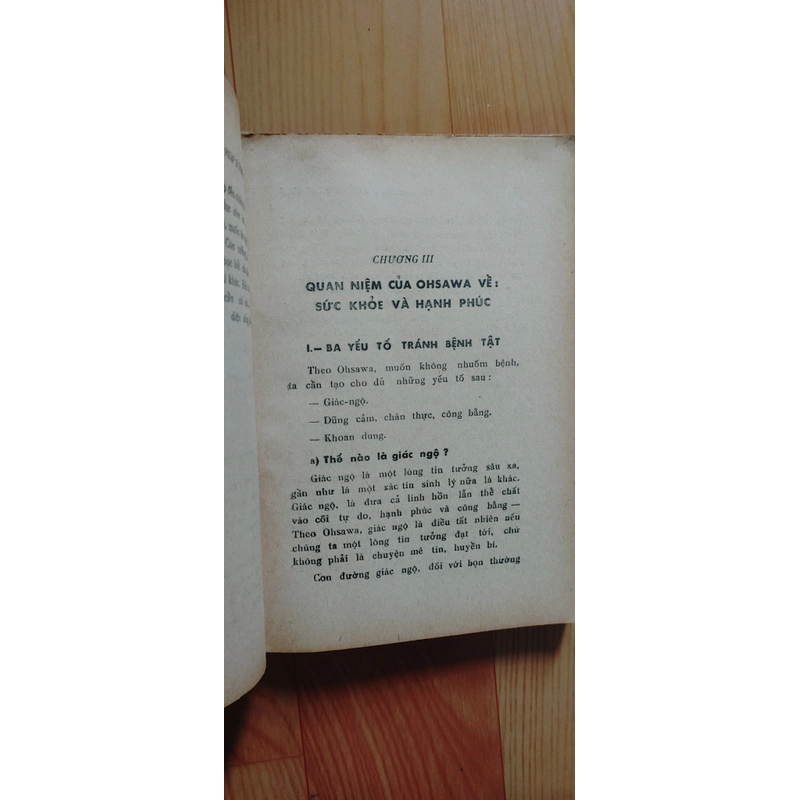 CHƯƠNG III
QUAN NIỆM CỦA OHSAWA VỀ:
SỨC KHỎE VÀ HẠNH PHÚC
I.— BA YẾU TỐ TRÁNH BỆNH TẬT
Theo Ohsawa, muốn không nhuốm bệnh,
ta cần tạo cho đủ những yếu tố sau:
— Giác-ngộ.
— Dũng cảm, chân thực, công bằng.
— Khoan dung.
a) Thế nào là giác ngộ?
Giác ngộ là một lòng tin tưởng sâu xa,
gần như là một xác tín sinh lý nữa là khác.
Giác ngộ, là đưa cả linh hồn lẫn thể chất
vào cõi tự do, hạnh phúc và công bằng —
Theo Ohsawa, giác ngộ là điều tất nhiên nếu
chúng ta một lòng tin tưởng đạt tới, chứ
không phải là chuyện mê tín, huyền bí.
Con đường giác ngộ, đối với bọn thường